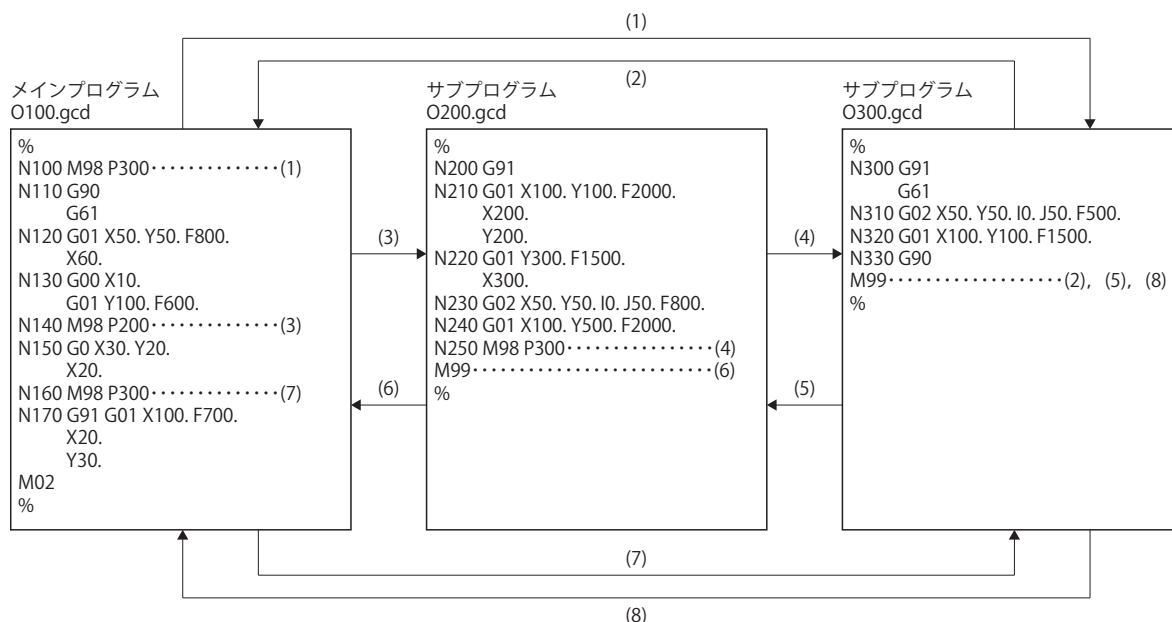 (1)
(2)
メインプログラム
O100.gcd
%
N100 M98 P300··············(1)
N110 G90
G61
N120 G01 X50. Y50. F800.
X60.
N130 G00 X10.
G01 Y100. F600.
N140 M98 P200··············(3)
N150 G0 X30. Y20.
X20.
N160 M98 P300··············(7)
N170 G91 G01 X100. F700.
X20.
Y30.
M02
%
(3)
(6)
サブプログラム
O200.gcd
%
N200 G91
N210 G01 X100. Y100. F2000.
X200.
Y200.
N220 G01 Y300. F1500.
X300.
N230 G02 X50. Y50. I0. J50. F800.
N240 G01 X100. Y500. F2000.
N250 M98 P300················(4)
M99··························(6)
%
(4)
(5)
サブプログラム
O300.gcd
%
N300 G91
G61
N310 G02 X50. Y50. I0. J50. F500.
N320 G01 X100. Y100. F1500.
N330 G90
M99···················(2), (5), (8)
%
(7)
(8)